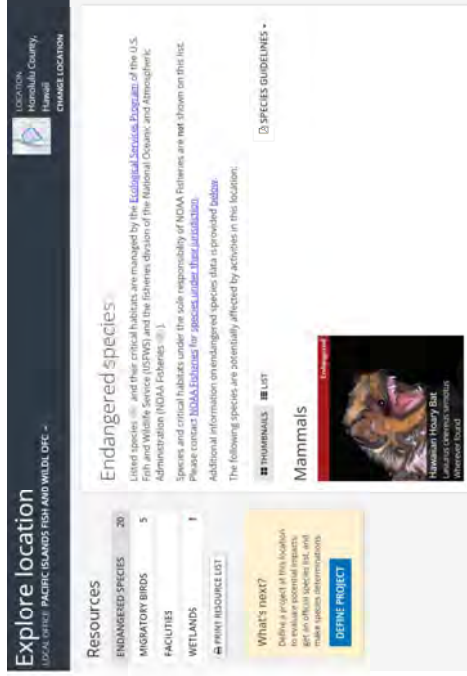 Explore location
LOCAL OFFICE: PACIFIC ISLANDS FISH AND WILDL OFC
LOCATION
Honolulu County,
Hawaii
CHANGE LOCATION
Resources
ENDANGERED SPECIES 20
MIGRATORY BIRDS 5
FACILITIES
WETLANDS
PRINT RESOURCE LIST
What's next?
Define a project at this location
to evaluate potential impacts,
get an official species list, and
make species determinations.
DEFINE PROJECT
Endangered species
Listed species and their critical habitats are managed by the Ecological Services Program of the U.S.
Fish and Wildlife Service (USFWS) and the fisheries division of the National Oceanic and Atmospheric
Administration (NOAA Fisheries ).
Species and critical habitats under the sole responsibility of NOAA Fisheries are not shown on this list.
Please contact NOAA Fisheries for species under their jurisdiction.
Additional information on endangered species data is provided below.
The following species are potentially affected by activities in this location:
THUMBNAILS LIST
SPECIES GUIDELINES
Mammals
Endangered
Hawaiian Hoary Bat
Lasiurus cinereus semotus
Wherever found